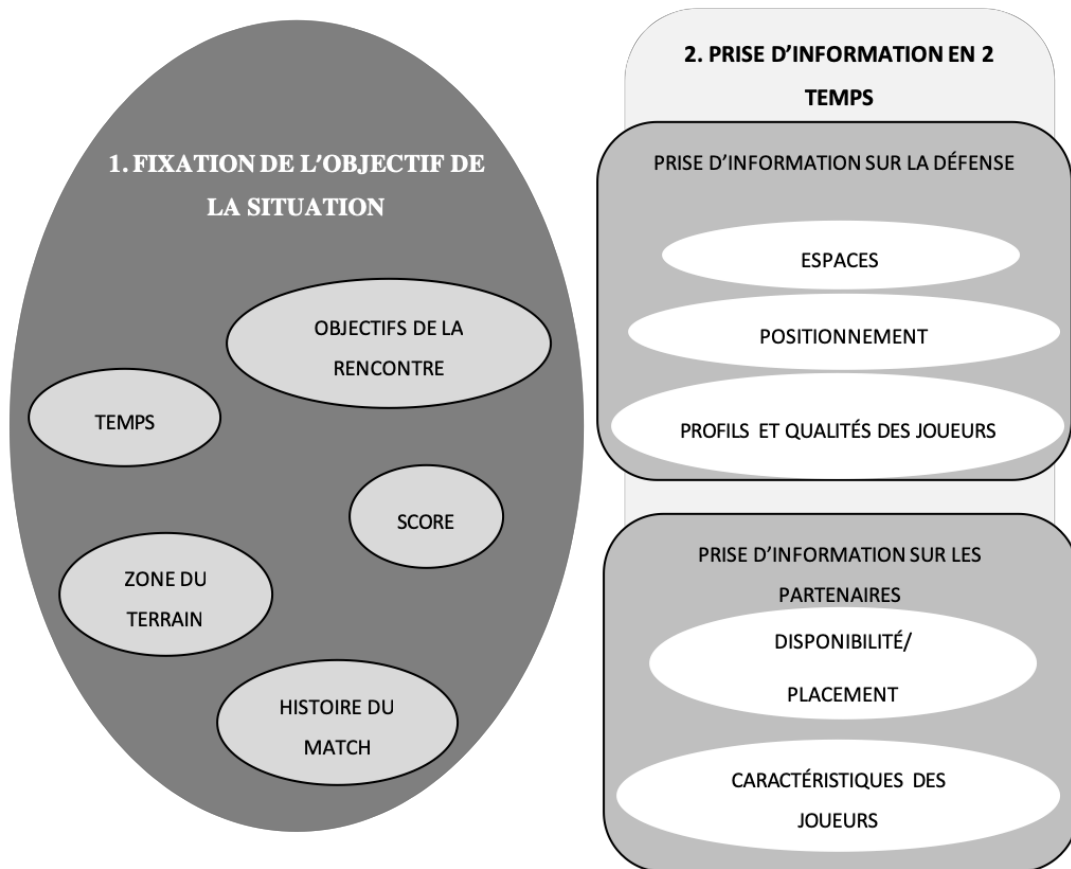 1. FIXATION DE L'OBJECTIF DE
LA SITUATION
OBJECTIFS DE LA
RENCONTRE
TEMPS
SCORE
ZONE DU
TERRAIN
HISTOIRE DU
MATCH
2. PRISE D'INFORMATION EN 2
TEMPS
PRISE D'INFORMATION SUR LA DÉFENSE
ESPACES
POSITIONNEMENT
PROFILS ET QUALITÉS DES JOUEURS
PRISE D'INFORMATION SUR LES
PARTENAIRES
DISPONIBILITÉ/
PLACEMENT
CARACTÉRISTIQUES DES
JOUEURS